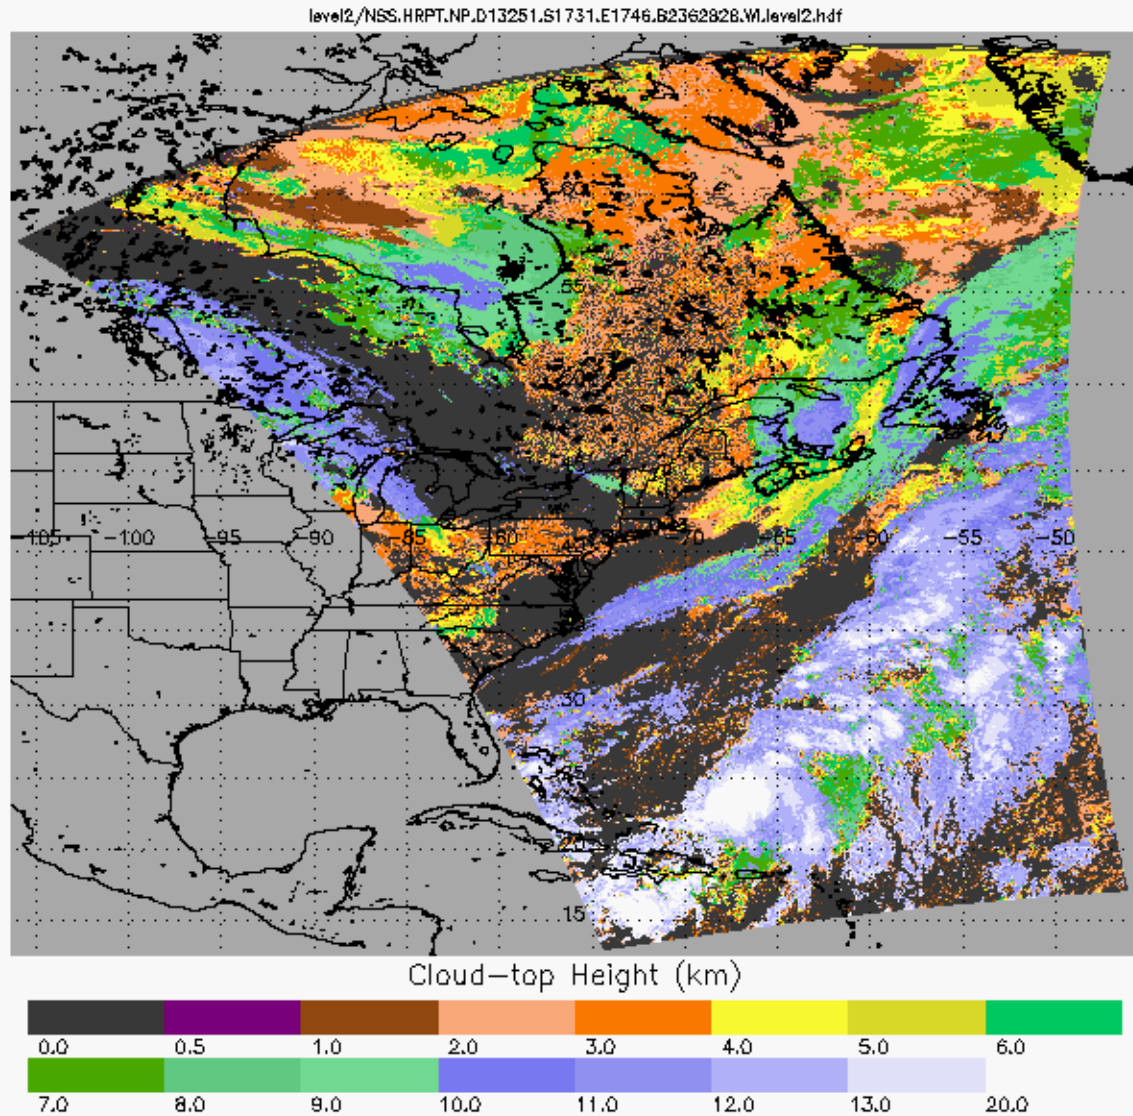 level2/NSS.HRPT.NP.D13251.S1731.E1746.B2362828.WI.level2.hdf
60
55
-105 -100 -95 -90 -85 -80 -75 -70 -65 -60 -55 -50
30
20
15
Cloud-top Height (km)
0.0 0.5 1.0 2.0 3.0 4.0 5.0 6.0
7.0 8.0 9.0 10.0 11.0 12.0 13.0 20.0